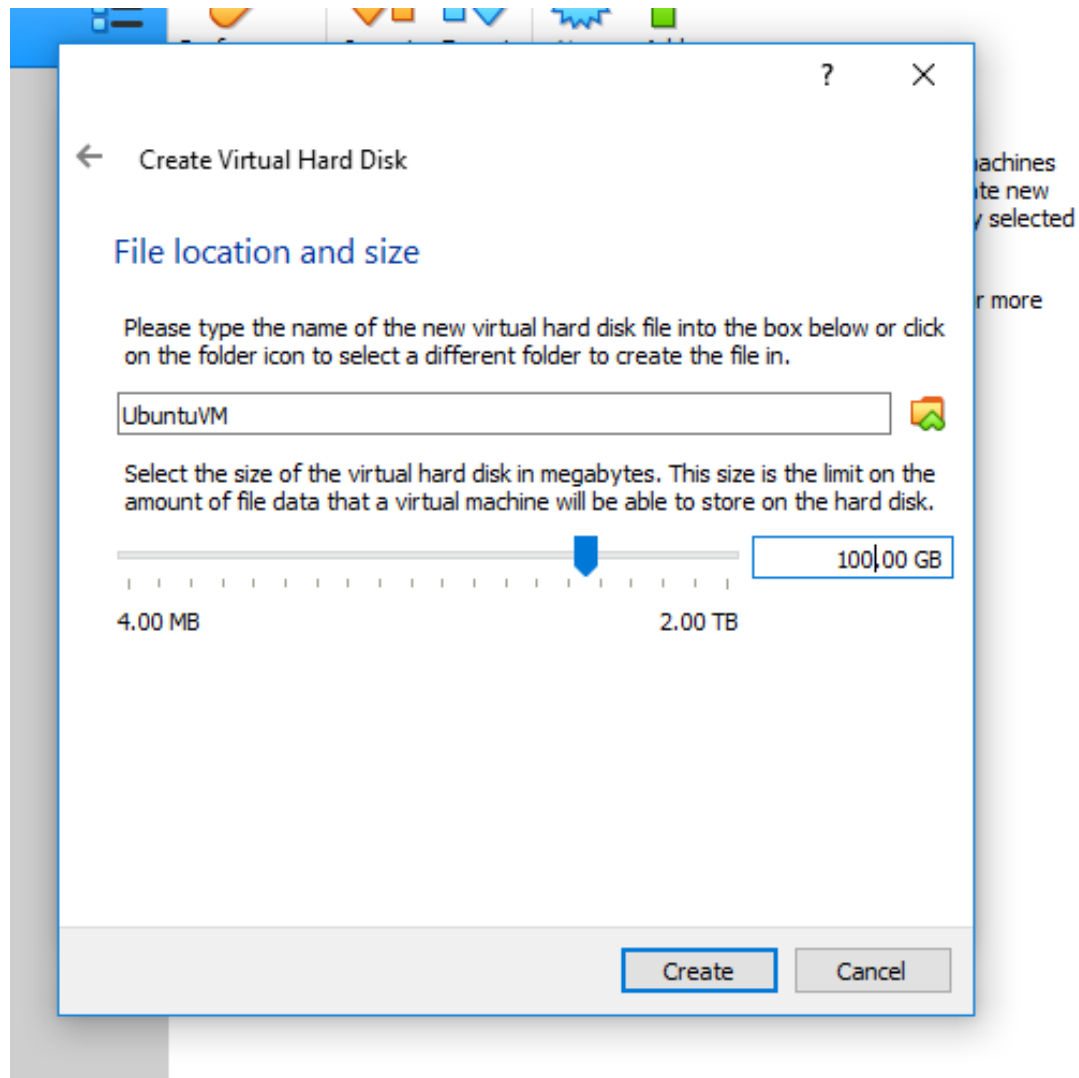 ?
Create Virtual Hard Disk
File location and size
Please type the name of the new virtual hard disk file into the box below or click
on the folder icon to select a different folder to create the file in.
UbuntuVM
Select the size of the virtual hard disk in megabytes. This size is the limit on the
amount of file data that a virtual machine will be able to store on the hard disk.
100.00 GB
4.00 MB
2.00 TB
Create
Cancel
new
selected
more